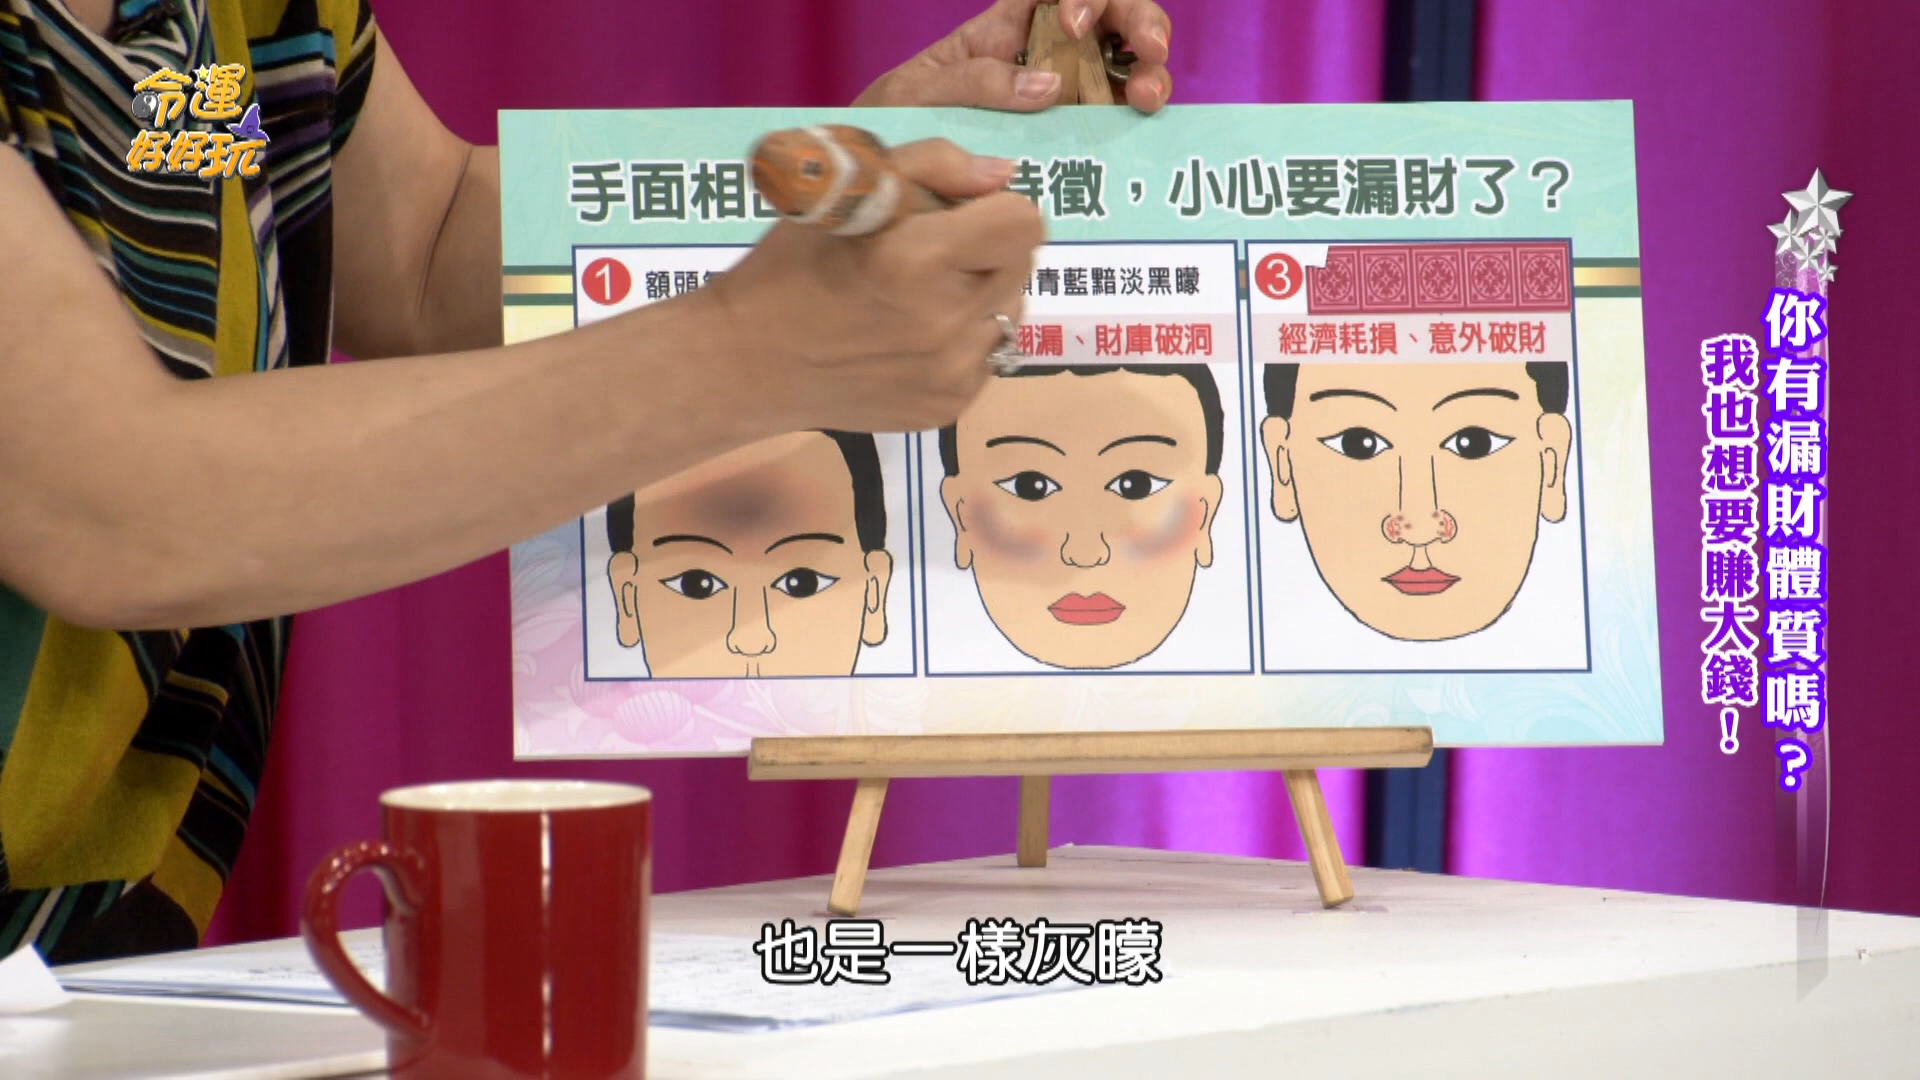 命運
好好玩
手面相
特徵，小心要漏財了？
1 額頭
青藍黯淡黑矇
3
漏、財庫破洞
經濟耗損、意外破財
你有漏財體質嗎？
我也想要賺大錢！
也是一樣灰矇